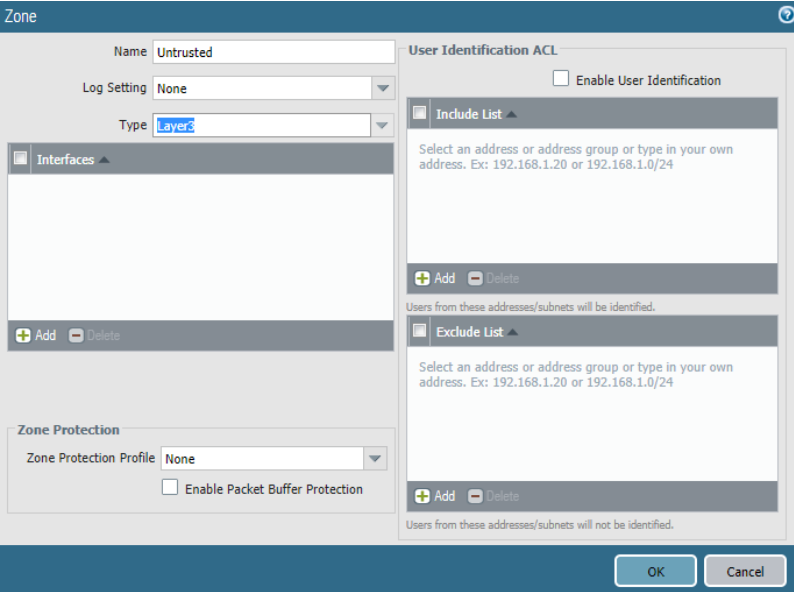 Zone
Name Untrusted
Log Setting None
Type Layer3
Interfaces
Add Delete
Zone Protection
Zone Protection Profile None
Enable Packet Buffer Protection
User Identification ACL
Enable User Identification
Include List
Select an address or address group or type in your own
address. Ex: 192.168.1.20 or 192.168.1.0/24
Add Delete
Users from these addresses/subnets will be identified.
Exclude List
Select an address or address group or type in your own
address. Ex: 192.168.1.20 or 192.168.1.0/24
Add Delete
Users from these addresses/subnets will not be identified.
OK Cancel